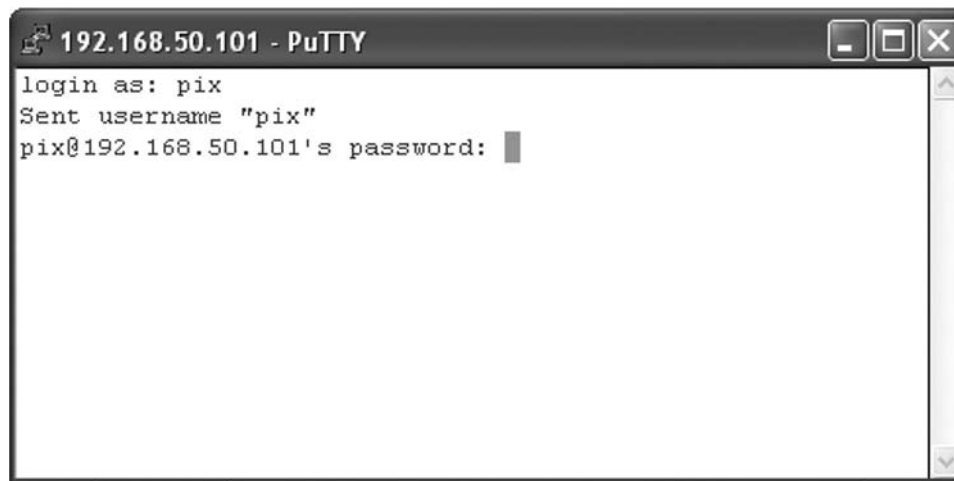 192.168.50.101 - PuTTY
login as: pix
Sent username "pix"
pix@192.168.50.101's password: